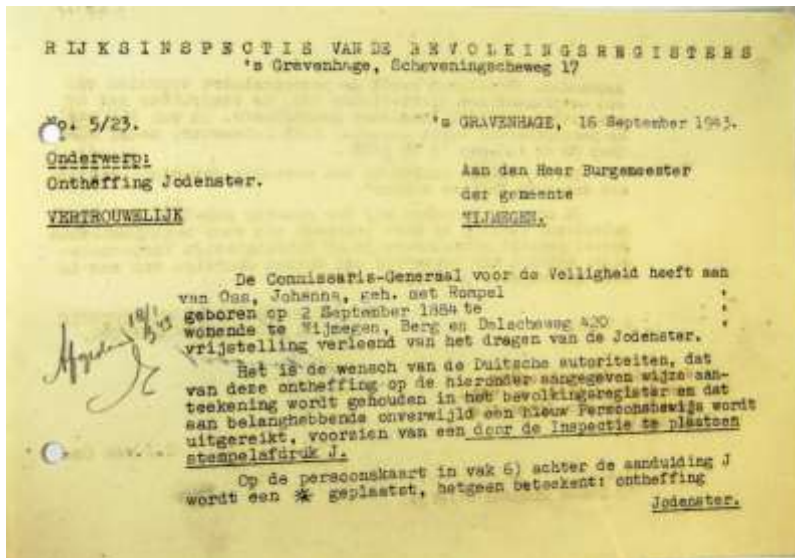 RIJKSINSPECTIE VAN DE BEVOLKINGSREGISTERS
's Gravenhage, Scheveningscheweg 17
No. 5/23.
's GRAVENHAGE, 16 September 1943.
Onderwerp:
Ontheffing Jodenster.
VERTROUWELIJK
Aan den Heer Burgemeester
der gemeente
NIJMEGEN.
De Commissaris-Generaal voor de Veiligheid heeft aan
van Oss, Johanna, geh. met Rompel
geboren op 2 September 1884 te
wonende te Nijmegen, Berg en Dalscheweg 420
vrijstelling verleend van het dragen van de Jodenster.
Het is de wensch van de Duitsche autoriteiten, dat
van deze ontheffing op de hieronder aangegeven wijze aan-
teekening wordt gehouden in het bevolkingsregister en dat
aan belanghebbende onverwijld een nieuw Persoonsbewijs wordt
uitgereikt, voorzien van een door de Inspectie te plaatsen
stempelafdruk J.
Op de persoonskaart in vak 6) achter de aanduiding J
wordt een * geplaatst, hetgeen beteekent: ontheffing
Jodenster.
Afgedaan